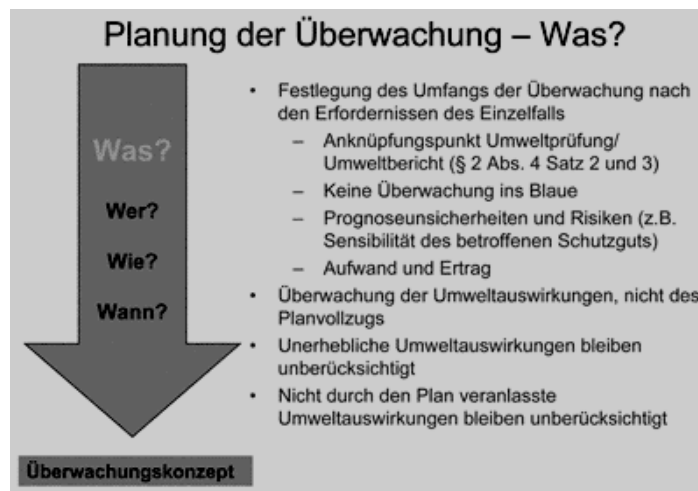 Planung der Überwachung – Was?
Was?
Wer?
Wie?
Wann?
Überwachungskonzept
• Festlegung des Umfangs der Überwachung nach
den Erfordnissen des Einzelfalls
– Anknüpfungspunkt Umweltprüfung/
Umweltbericht (§ 2 Abs. 4 Satz 2 und 3)
– Keine Überwachung ins Blaue
– Prognoseunsicherheiten und Risiken (z.B.
Sensibilität des betroffenen Schutzguts)
– Aufwand und Ertrag
• Überwachung der Umweltauswirkungen, nicht des
Planvollzugs
• Unerhebliche Umweltauswirkungen bleiben
unberücksichtigt
• Nicht durch den Plan veranlasste
Umweltauswirkungen bleiben unberücksichtigt